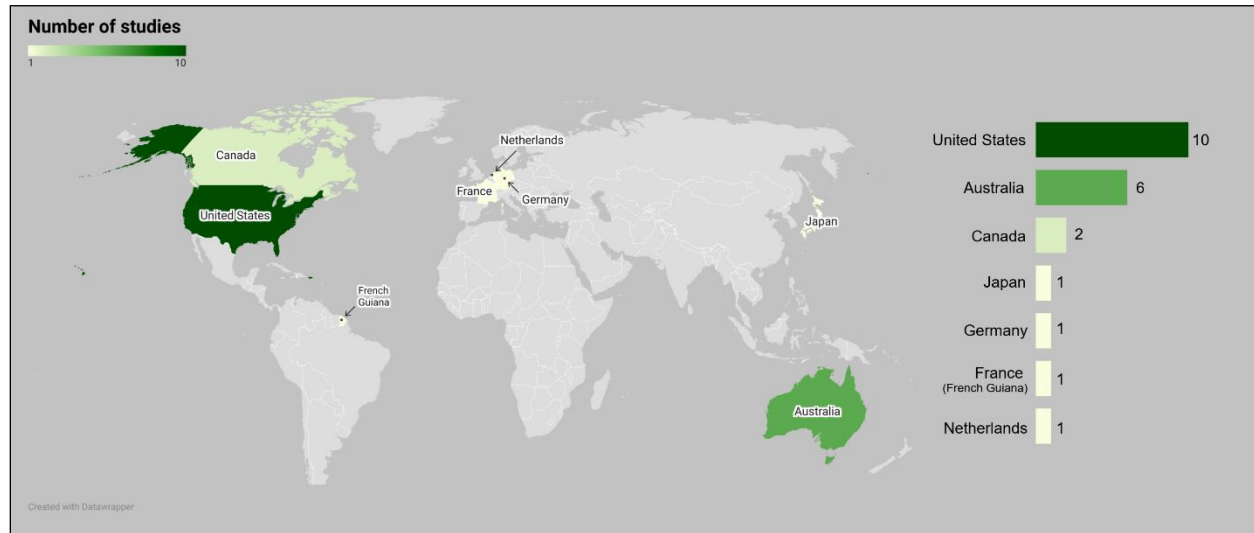 Number of studies
1 10
Netherlands
Canada
France
Germany
United States
Japan
French
Guiana
Australia
United States 10
Australia 6
Canada 2
Japan 1
Germany 1
France 1
(French Guiana)
Netherlands 1
Created with Datawrapper